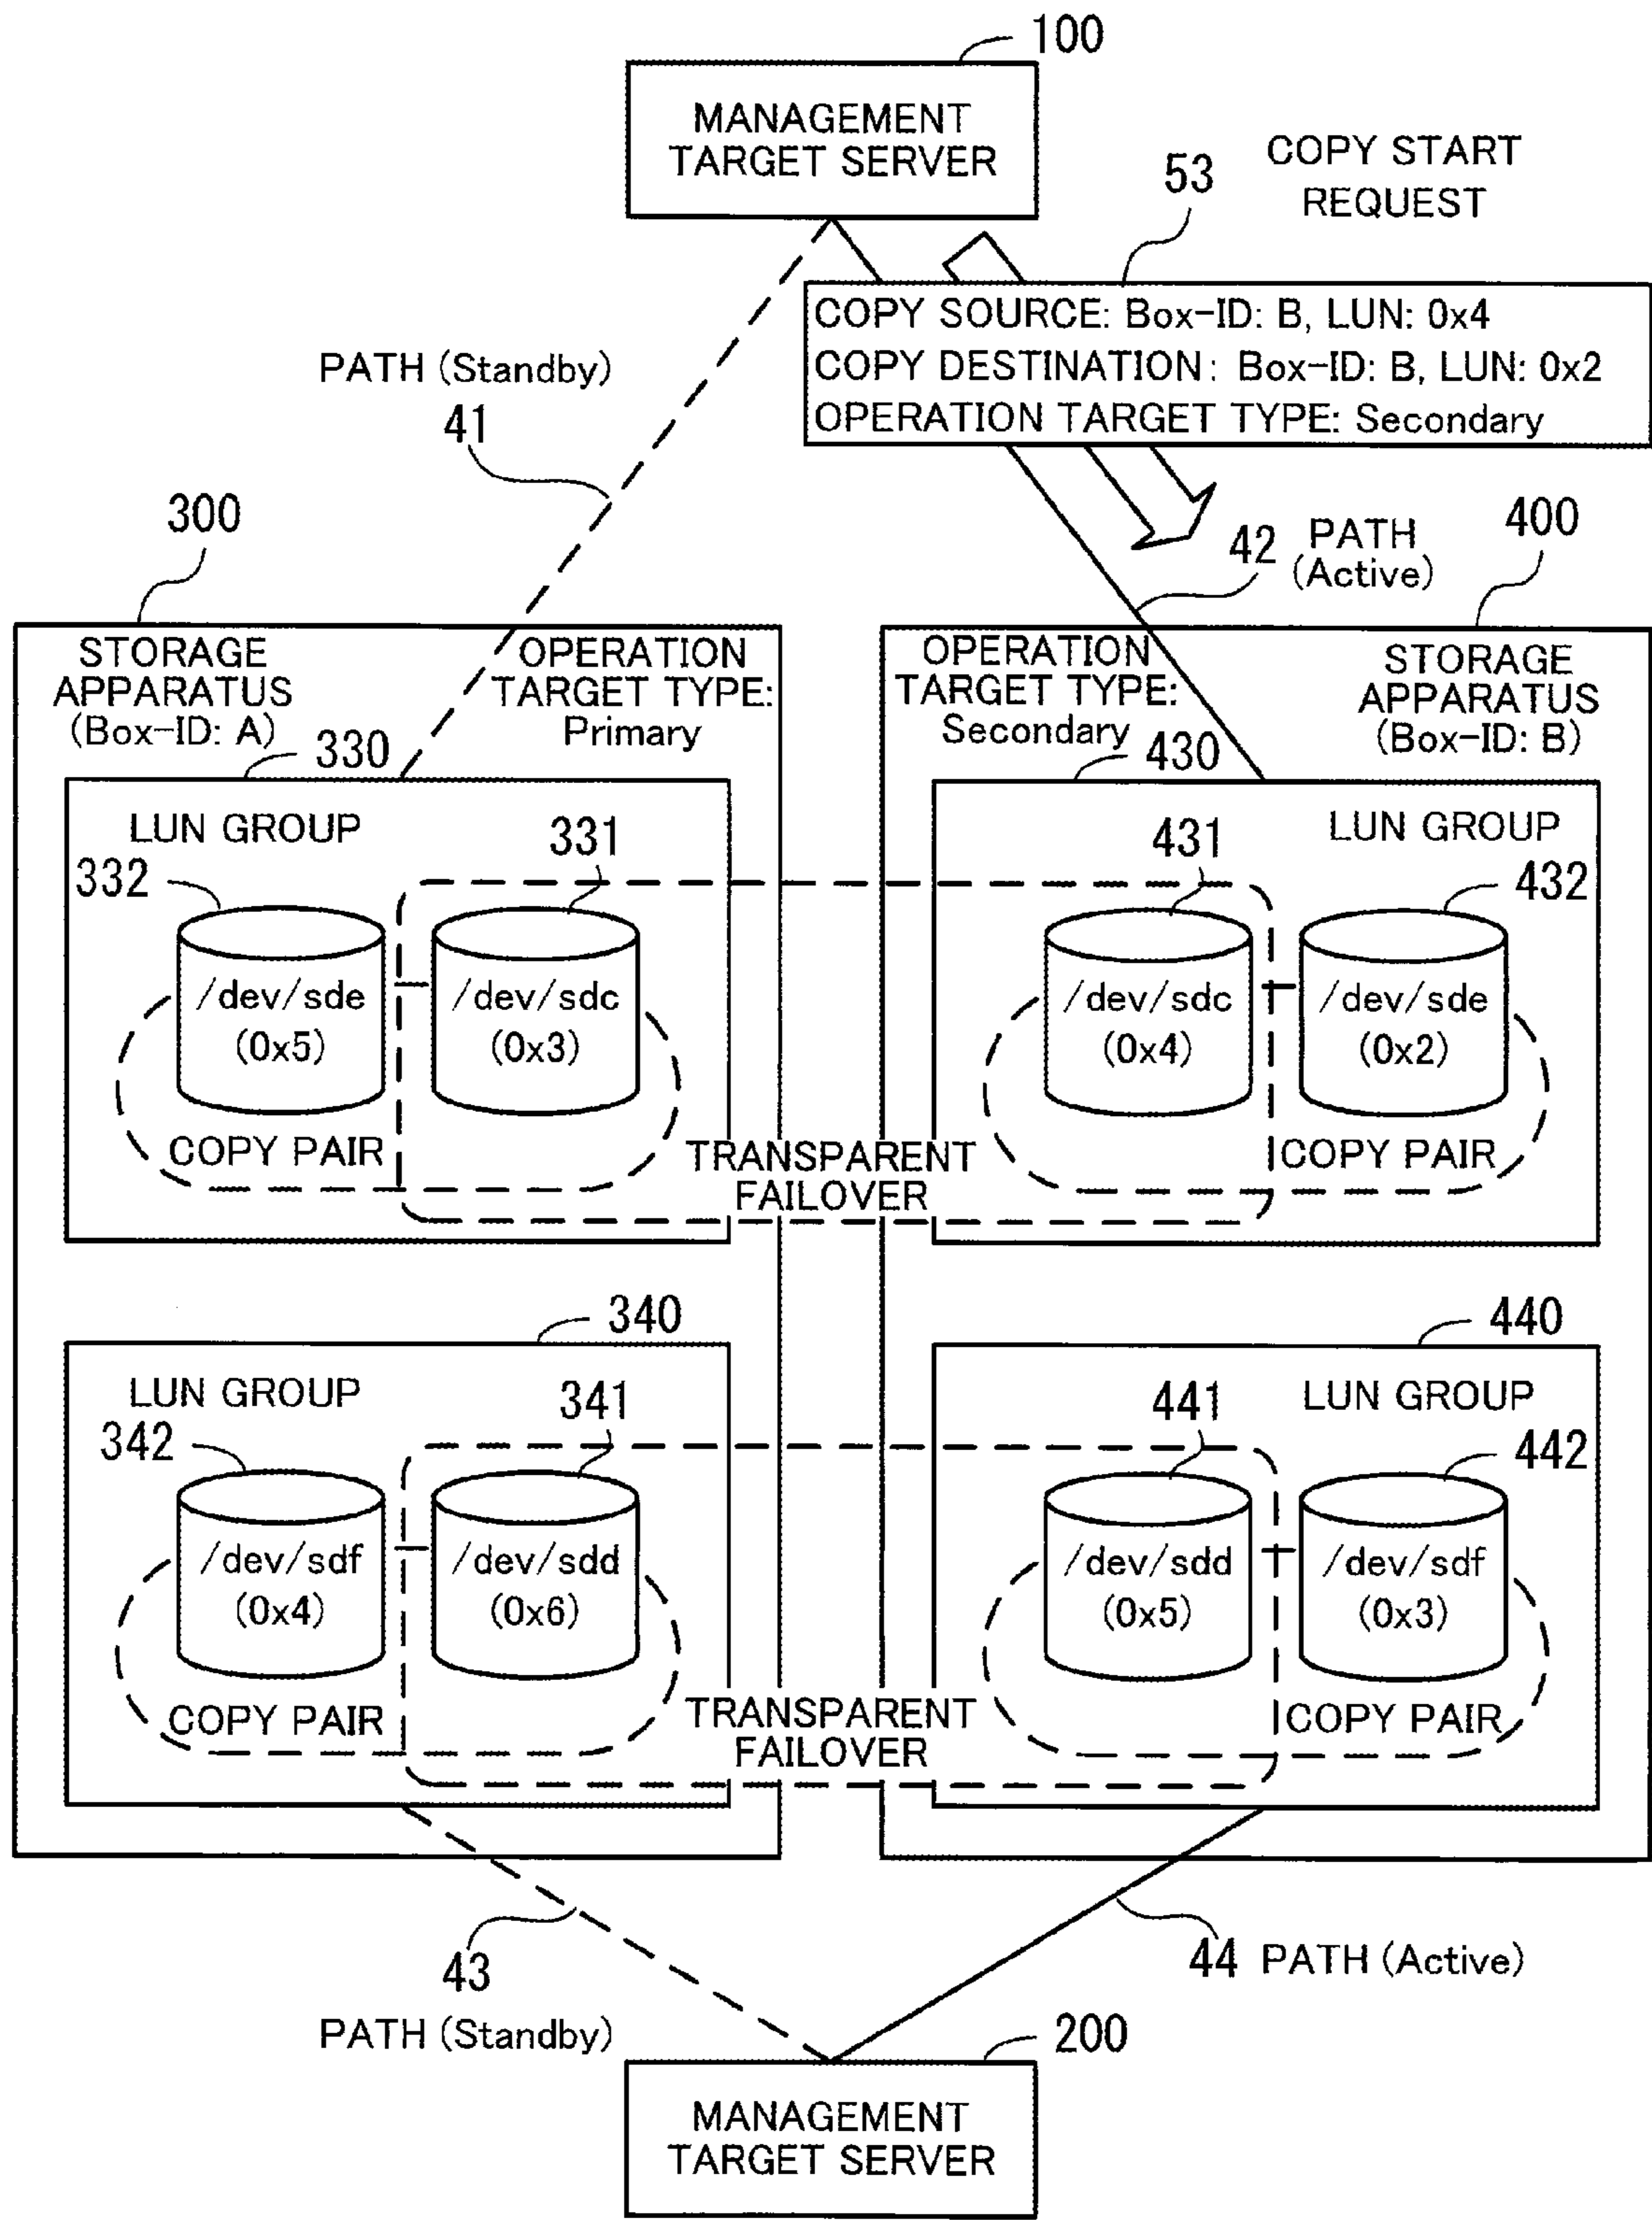 100
MANAGEMENT
TARGET SERVER
53
COPY START
REQUEST
COPY SOURCE: Box-ID: B, LUN: 0x4
COPY DESTINATION: Box-ID: B, LUN: 0x2
OPERATION TARGET TYPE: Secondary
PATH (Standby)
41
300
42
PATH
(Active)
400
STORAGE
APPARATUS
(Box-ID: A)
OPERATION
TARGET TYPE:
Primary
OPERATION
TARGET TYPE:
Secondary
STORAGE
APPARATUS
(Box-ID: B)
330
LUN GROUP
332
331
/dev/sde
(0x5)
/dev/sdc
(0x3)
COPY PAIR
430
LUN GROUP
431
432
/dev/sdc
(0x4)
/dev/sde
(0x2)
COPY PAIR
TRANSPARENT
FAILOVER
340
LUN GROUP
342
341
/dev/sdf
(0x4)
/dev/sdd
(0x6)
COPY PAIR
440
LUN GROUP
441
442
/dev/sdd
(0x5)
/dev/sdf
(0x3)
COPY PAIR
TRANSPARENT
FAILOVER
43
PATH (Standby)
44 PATH (Active)
200
MANAGEMENT
TARGET SERVER